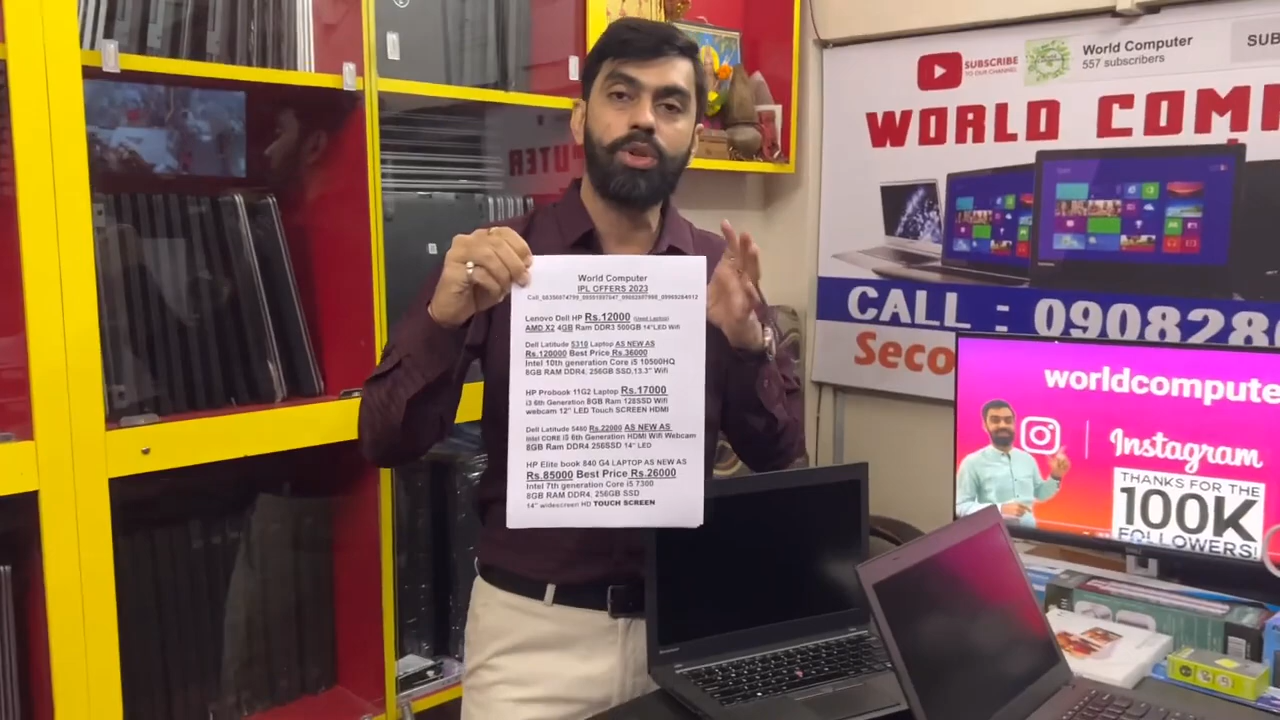 World Computer
IPL OFFERS 2023
Lenovo Dell HP Rs.12000 (Used Laptop)
AMD X2 4GB Ram DDR3 500GB 14"LED Wifi
Dell Latitude 5310 Laptop AS NEW AS
Rs.120000 Best Price Rs.36000
Intel 10th generation Core i5 10500HQ
8GB RAM DDR4, 256GB SSD,13.3" Wifi
HP Probook 11G2 Laptop Rs.17000
i3 6th Generation 8GB Ram 128SSD Wifi
webcam 12" LED Touch SCREEN HDMI
Dell Latitude 5480 Rs.22000 AS NEW AS
Intel CORE i5 6th Generation HDMI Wifi Webcam
8GB Ram DDR4 256SSD 14" LED
HP Elite book 840 G4 LAPTOP AS NEW AS
Rs.85000 Best Price Rs.26000
Intel 7th generation Core i5 7300
8GB RAM DDR4, 256GB SSD
14" widescreen HD TOUCH SCREEN
SUBSCRIBE
TO OUR CHANNEL
World Computer
557 subscribers
SUB
WORLD COMP
CALL : 090828
Seco
worldcompute
Instagram
THANKS FOR THE
100K
FOLLOWERS!